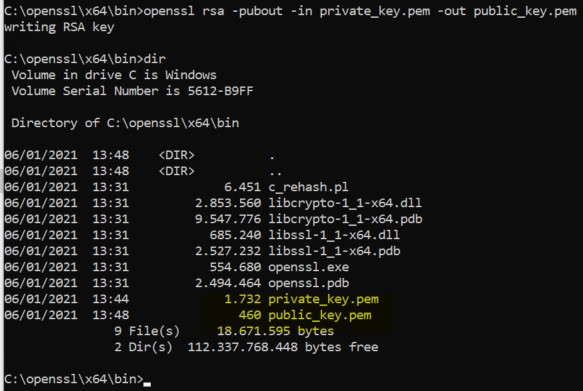 C:\openssl\x64\bin>openssl rsa -pubout -in private_key.pem -out public_key.pem
writing RSA key
C:\openssl\x64\bin>dir
Volume in drive C is Windows
Volume Serial Number is 5612-B9FF
Directory of C:\openssl\x64\bin
06/01/2021  13:48    <DIR>          .
06/01/2021  13:48    <DIR>          ..
06/01/2021  13:31             6.451 c_rehash.pl
06/01/2021  13:31         2.853.560 libcrypto-1_1-x64.dll
06/01/2021  13:31         9.547.776 libcrypto-1_1-x64.pdb
06/01/2021  13:31           685.240 libssl-1_1-x64.dll
06/01/2021  13:31         2.527.232 libssl-1_1-x64.pdb
06/01/2021  13:31           554.680 openssl.exe
06/01/2021  13:31         2.494.464 openssl.pdb
06/01/2021  13:44             1.732 private_key.pem
06/01/2021  13:48               460 public_key.pem
9 File(s)     18.671.595 bytes
2 Dir(s)  112.337.768.448 bytes free
C:\openssl\x64\bin>